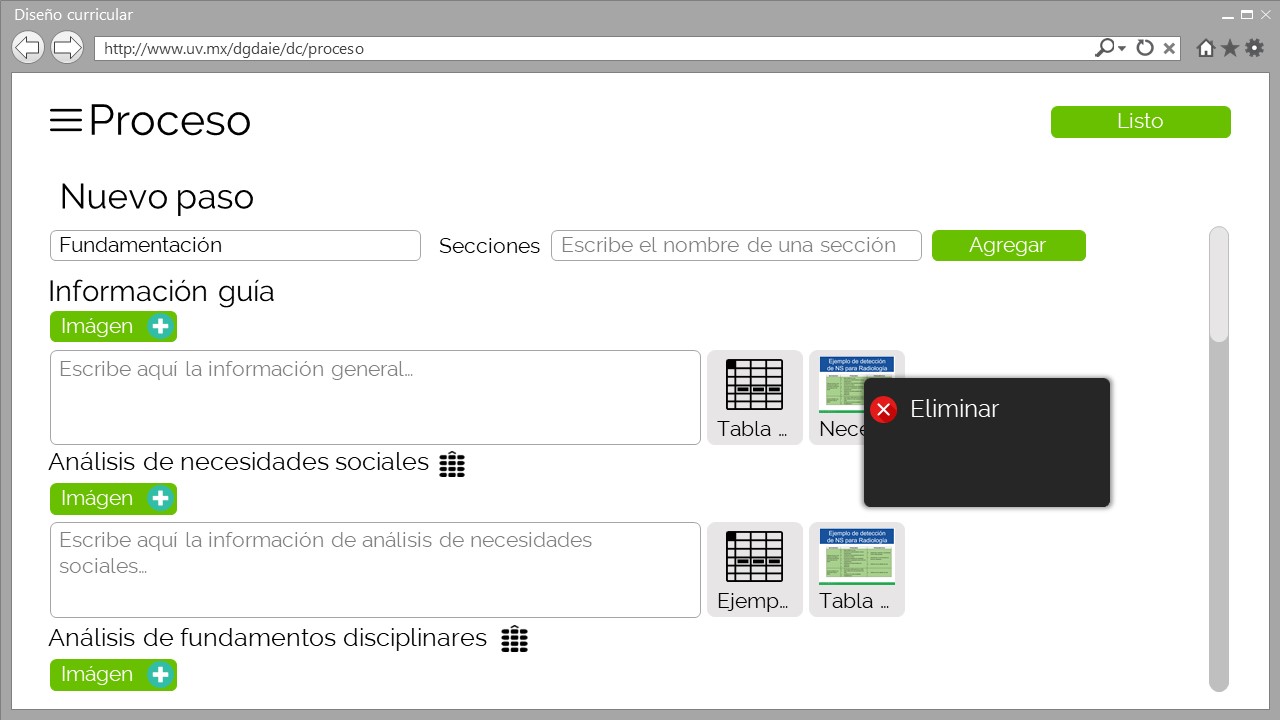 Diseño curricular
http://www.uv.mx/dgdaie/dc/proceso
Proceso
Listo
Nuevo paso
Fundamentación
Secciones
Escribe el nombre de una sección
Agregar
Información guía
Imágen
Escribe aquí la información general…
Tabla …
Ejemplo de detección
de NS para Radiología
Nece
Eliminar
Análisis de necesidades sociales
Imágen
Escribe aquí la información de análisis de necesidades
sociales…
Ejemp…
Ejemplo de detección
de NS para Radiología
Tabla …
Análisis de fundamentos disciplinares
Imágen